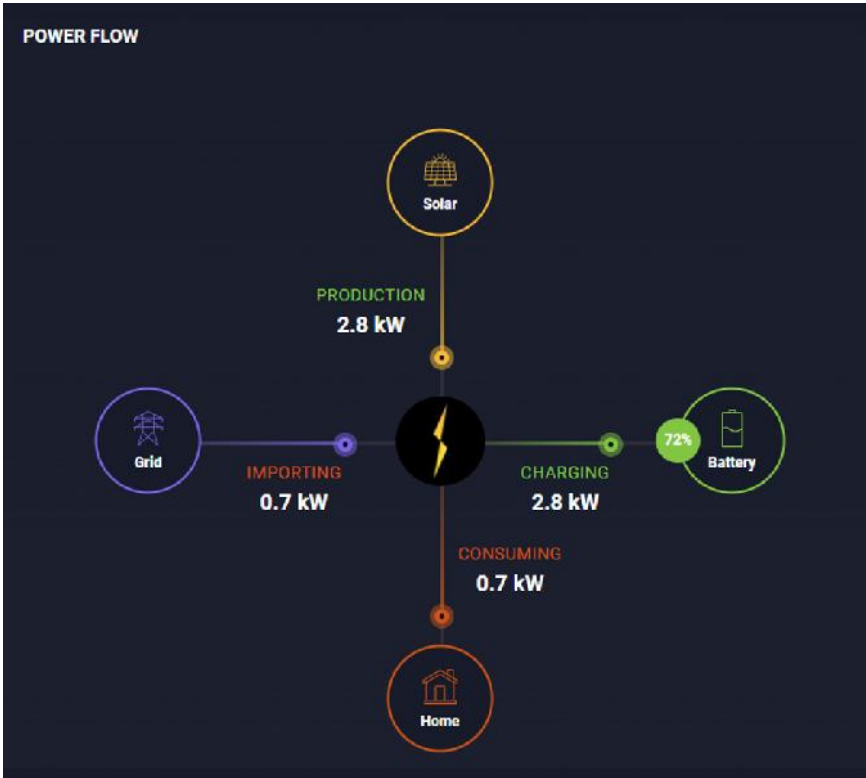 POWER FLOW
Solar
PRODUCTION
2.8 kW
Grid
IMPORTING
0.7 kW
72%
Battery
CHARGING
2.8 kW
CONSUMING
0.7 kW
Home